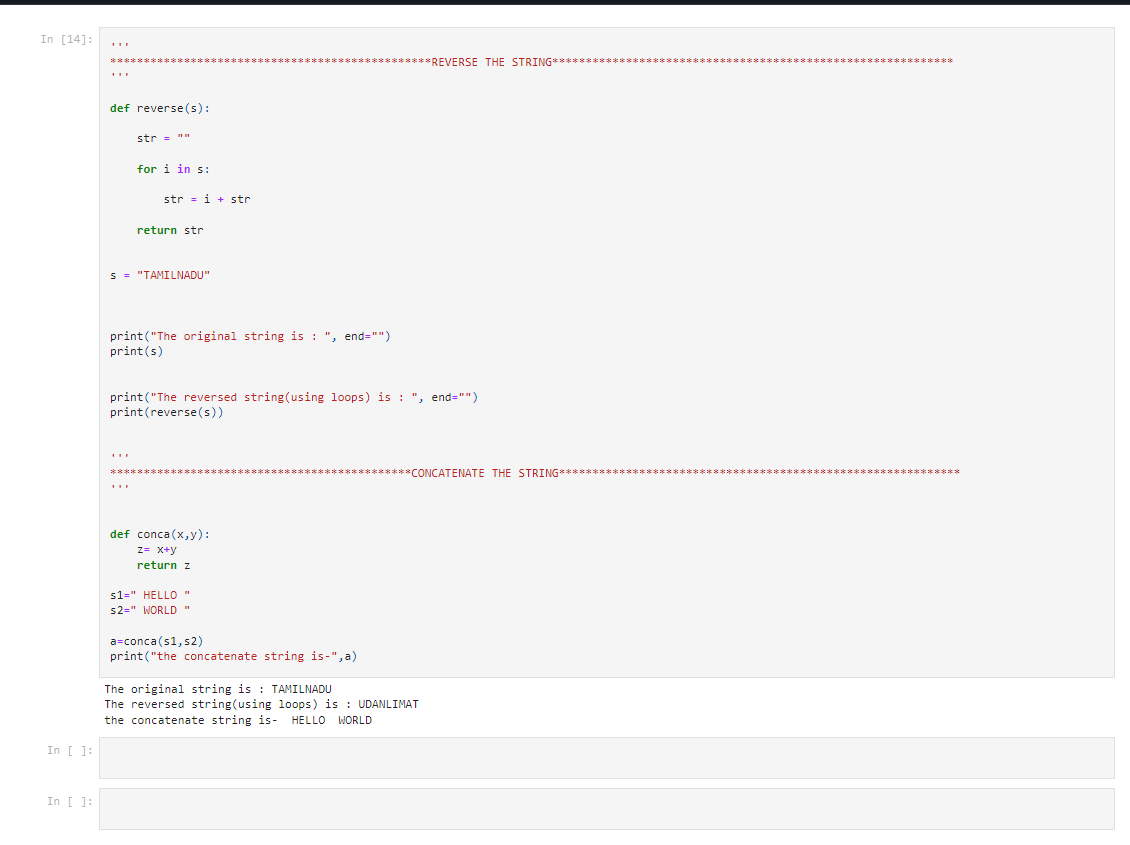 In [14]:
'''
************************************************REVERSE THE STRING************************************************************
'''
def reverse(s):
    str = ""
    for i in s:
        str = i + str
    return str
s = "TAMILNADU"
print("The original string is : ", end="")
print(s)
print("The reversed string(using loops) is : ", end="")
print(reverse(s))
'''
*********************************************CONCATENATE THE STRING************************************************************
'''
def conca(x,y):
    z= x+y
    return z
s1=" HELLO "
s2=" WORLD "
a=conca(s1,s2)
print("the concatenate string is-",a)
The original string is : TAMILNADU
The reversed string(using loops) is : UDANLIMAT
the concatenate string is-  HELLO  WORLD
In [ ]:
In [ ]: